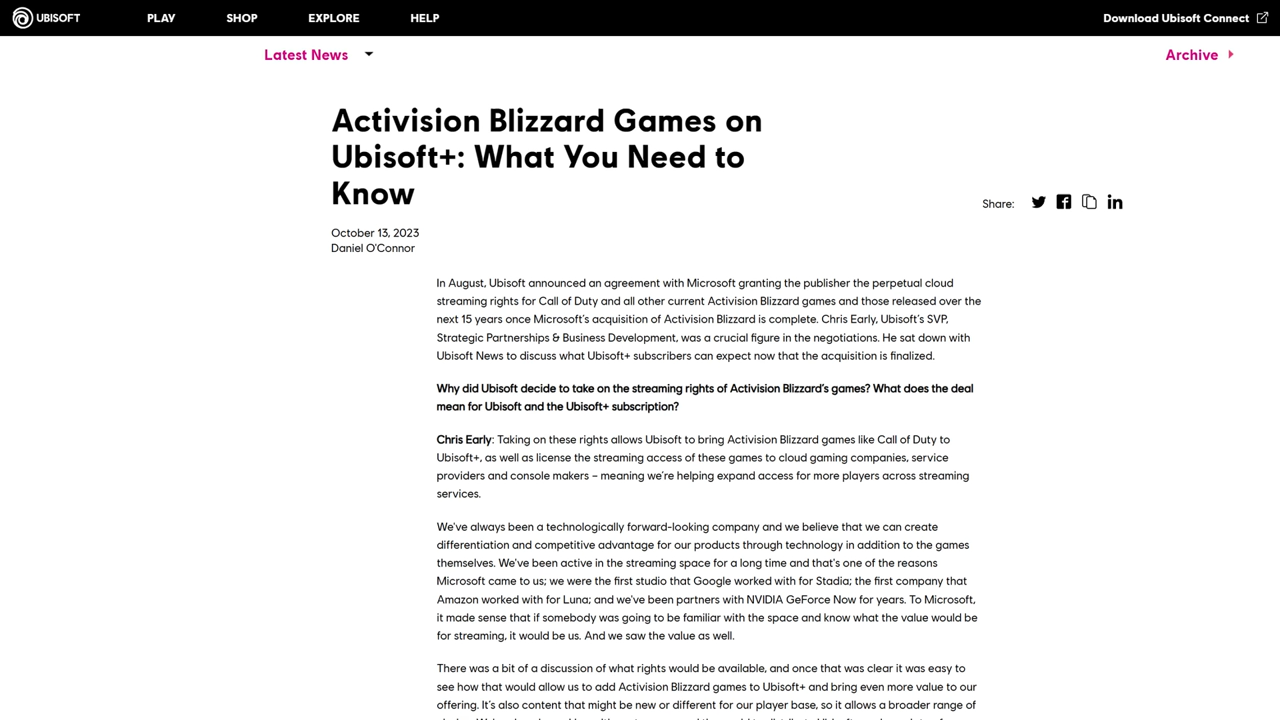 UBISOFT PLAY SHOP EXPLORE HELP Download Ubisoft Connect
Latest News Archive
Activision Blizzard Games on
Ubisoft+: What You Need to
Know
Share:
October 13, 2023
Daniel O'Connor
In August, Ubisoft announced an agreement with Microsoft granting the publisher the perpetual cloud
streaming rights for Call of Duty and all other current Activision Blizzard games and those released over the
next 15 years once Microsoft's acquisition of Activision Blizzard is complete. Chris Early, Ubisoft's SVP,
Strategic Partnerships & Business Development, was a crucial figure in the negotiations. He sat down with
Ubisoft News to discuss what Ubisoft+ subscribers can expect now that the acquisition is finalized.
Why did Ubisoft decide to take on the streaming rights of Activision Blizzard's games? What does the deal
mean for Ubisoft and the Ubisoft+ subscription?
Chris Early: Taking on these rights allows Ubisoft to bring Activision Blizzard games like Call of Duty to
Ubisoft+, as well as license the streaming access of these games to cloud gaming companies, service
providers and console makers – meaning we're helping expand access for more players across streaming
services.
We've always been a technologically forward-looking company and we believe that we can create
differentiation and competitive advantage for our products through technology in addition to the games
themselves. We've been active in the streaming space for a long time and that's one of the reasons
Microsoft came to us; we were the first studio that Google worked with for Stadia; the first company that
Amazon worked with for Luna; and we've been partners with NVIDIA GeForce Now for years. To Microsoft,
it made sense that if somebody was going to be familiar with the space and know what the value would be
for streaming, it would be us. And we saw the value as well.
There was a bit of a discussion of what rights would be available, and once that was clear it was easy to
see how that would allow us to add Activision Blizzard games to Ubisoft+ and bring even more value to our
offering. It's also content that might be new or different for our player base, so it allows a broader range of